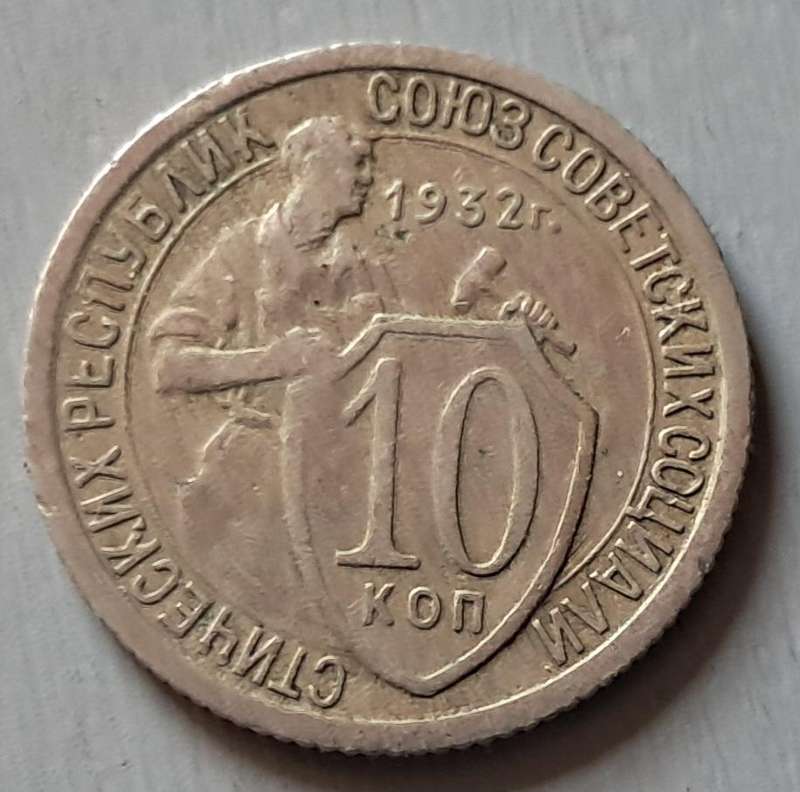 СОЮЗ СОВЕТСКИХ СОЦИАЛИСТИЧЕСКИХ РЕСПУБЛИК
1932г.
10
КОП